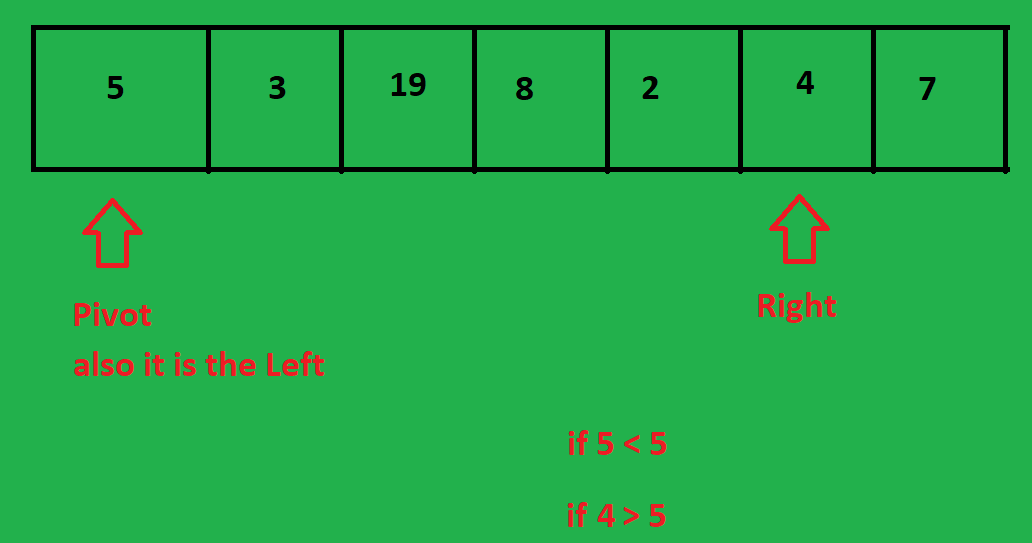 5 3 19 8 2 4 7
Pivot
also it is the Left
Right
if 5 < 5
if 4 > 5